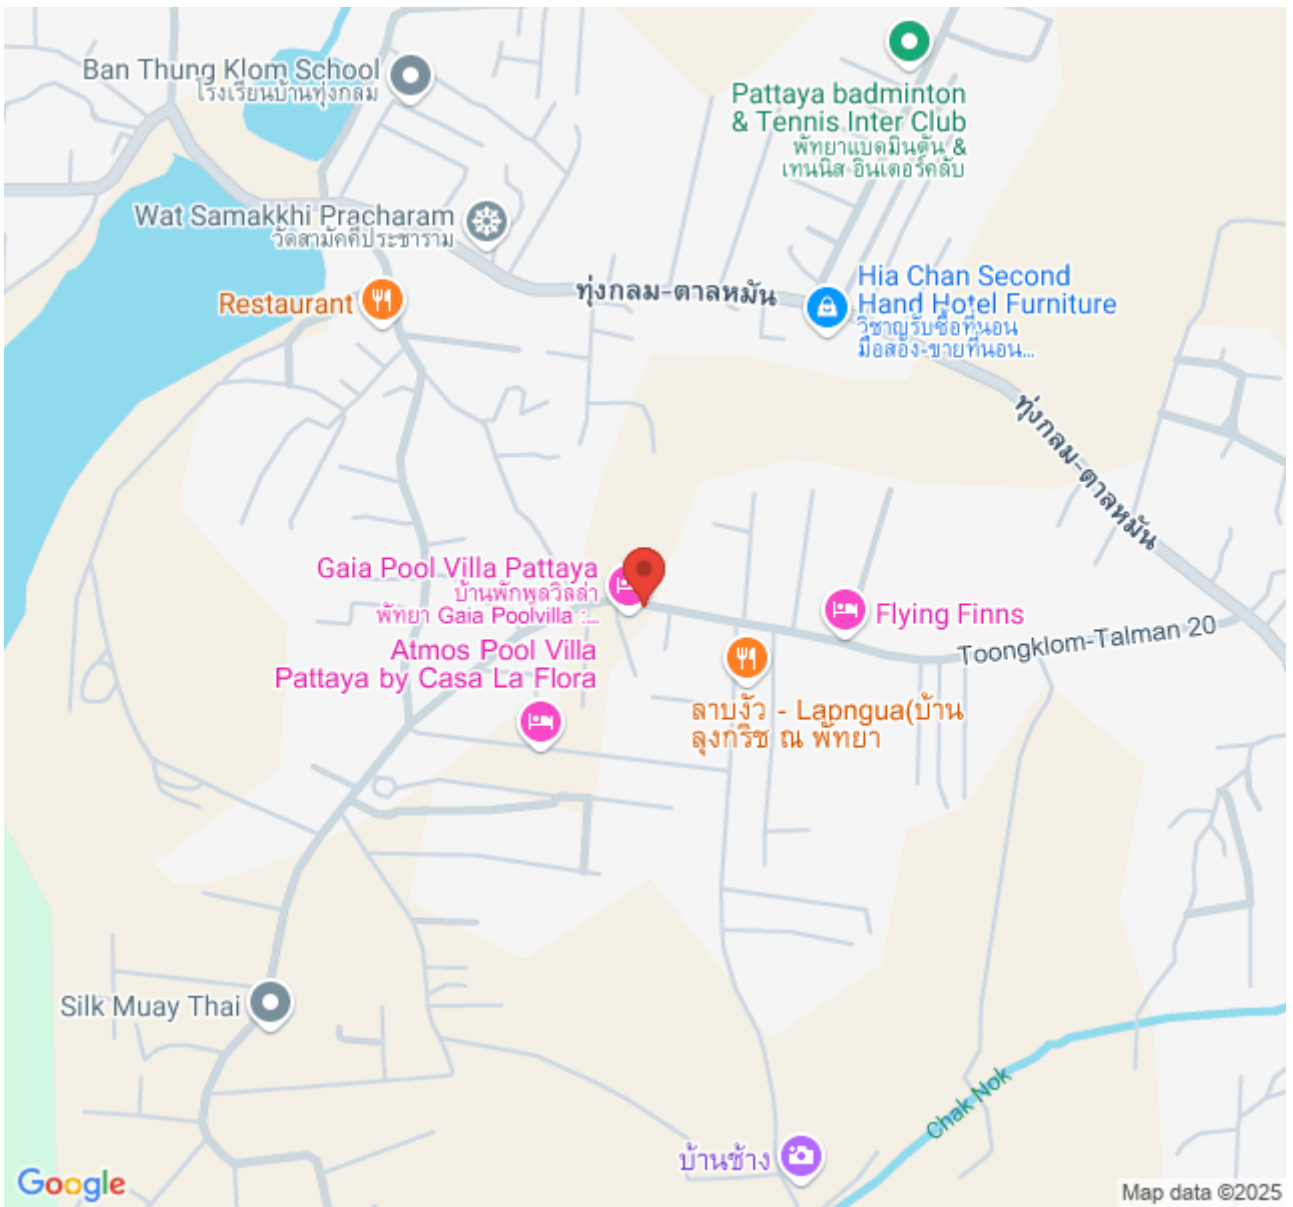 Ban Thung Klom School
โรงเรียนบ้านทุ่งกลม
Pattaya badminton
& Tennis Inter Club
พัทยาแบดมินตัน &
เทนนิส อินเตอร์คลับ
Wat Samakkhi Pracharam
วัดสามัคคีประชาราม
Restaurant
ทุ่งกลม-ตาลหมัน
Hia Chan Second
Hand Hotel Furniture
วิชาญรับซื้อที่นอน
มือสอง-ขายที่นอน...
ทุ่งกลม-ตาลหมัน
Gaia Pool Villa Pattaya
บ้านพักพูลวิลล่า
พัทยา Gaia Poolvilla :...
Flying Finns
Toongklom-Talman 20
Atmos Pool Villa
Pattaya by Casa La Flora
ลาบงัว - Lapngua(บ้าน
ลุงกริช ณ พัทยา
Silk Muay Thai
Chak Nok
บ้านช้าง
Google
Map data ©2025